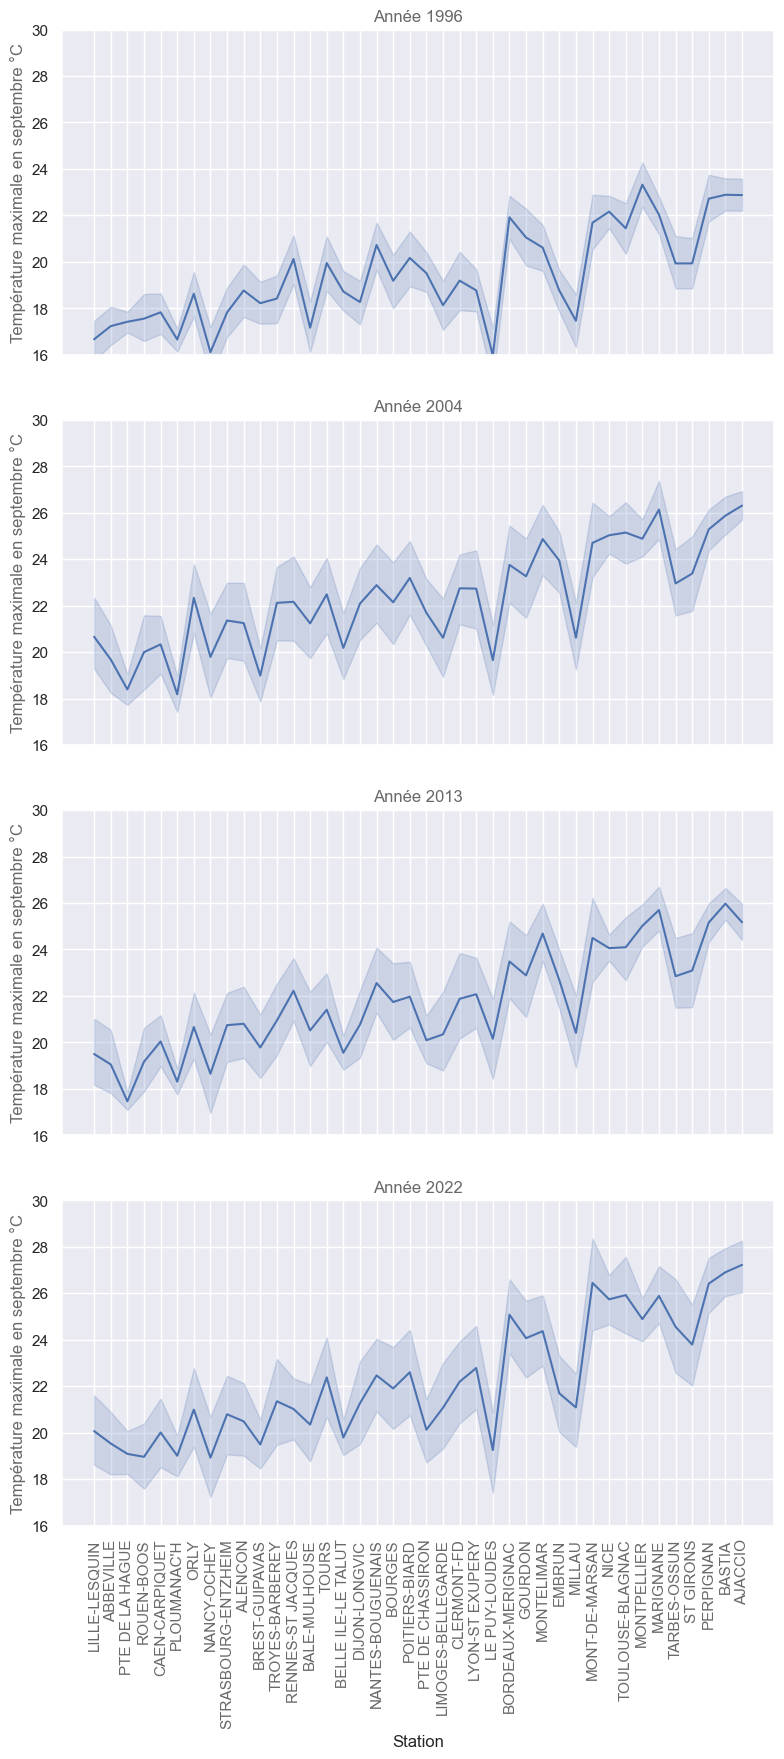 Année 1996
Température maximale en septembre °C
30
28
26
24
22
20
18
16
Année 2004
Température maximale en septembre °C
30
28
26
24
22
20
18
16
Année 2013
Température maximale en septembre °C
30
28
26
24
22
20
18
16
Année 2022
Température maximale en septembre °C
30
28
26
24
22
20
18
16
LILLE-LESQUIN
ABBEVILLE
PTE DE LA HAGUE
ROUEN-BOOS
CAEN-CARPIQUET
PLOUMANAC'H
ORLY
NANCY-OCHEY
STRASBOURG-ENTZHEIM
ALENCON
BREST-GUIPAVAS
TROYES-BARBEREY
RENNES-ST JACQUES
BALE-MULHOUSE
TOURS
BELLE ILE-LE TALUT
DIJON-LONGVIC
NANTES-BOUGUENAIS
BOURGES
POITIERS-BIARD
PTE DE CHASSIRON
LIMOGES-BELLEGARDE
CLERMONT-FD
LYON-ST EXUPERY
LE PUY-LOUDES
BORDEAUX-MERIGNAC
GOURDON
MONTELIMAR
EMBRUN
MILLAU
MONT-DE-MARSAN
NICE
TOULOUSE-BLAGNAC
MONTPELLIER
MARIGNANE
TARBES-OSSUN
ST GIRONS
PERPIGNAN
BASTIA
AJACCIO
Station